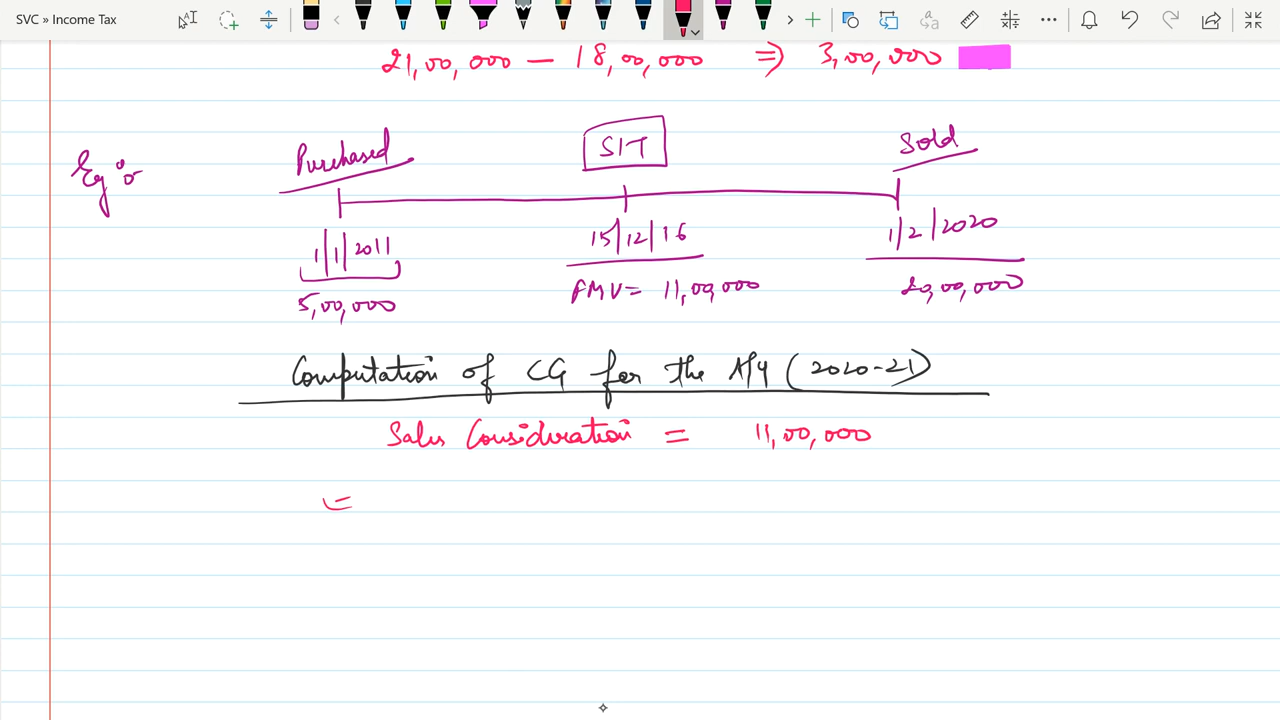 SVC » Income Tax
21,00,000 — 18,00,000 ⇒ 3,00,000
Eg:-
Purchased
SIT
Sold
1/1/2011
15/12/16
1/2/2020
5,00,000
FMV = 11,00,000
20,00,000
Computation of CG for the A/Y (2020-21)
Sales Consideration = 11,00,000
=